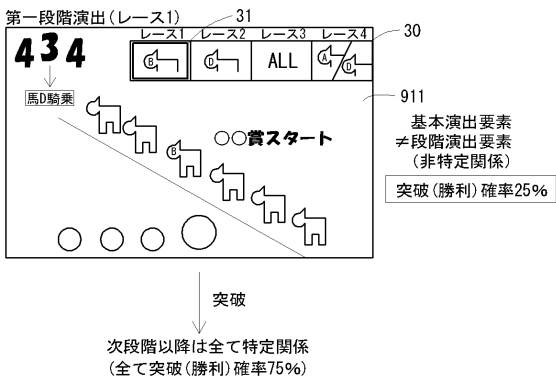 第一段階演出(レース1)
31
レース1 レース2 レース3 レース4
30
434
B
D
ALL
A
D
馬D騎乗
911
○○賞スタート
B
基本演出要素
≠段階演出要素
(非特定関係)
突破(勝利)確率25%
突破
次段階以降は全て特定関係
(全て突破(勝利)確率75%)